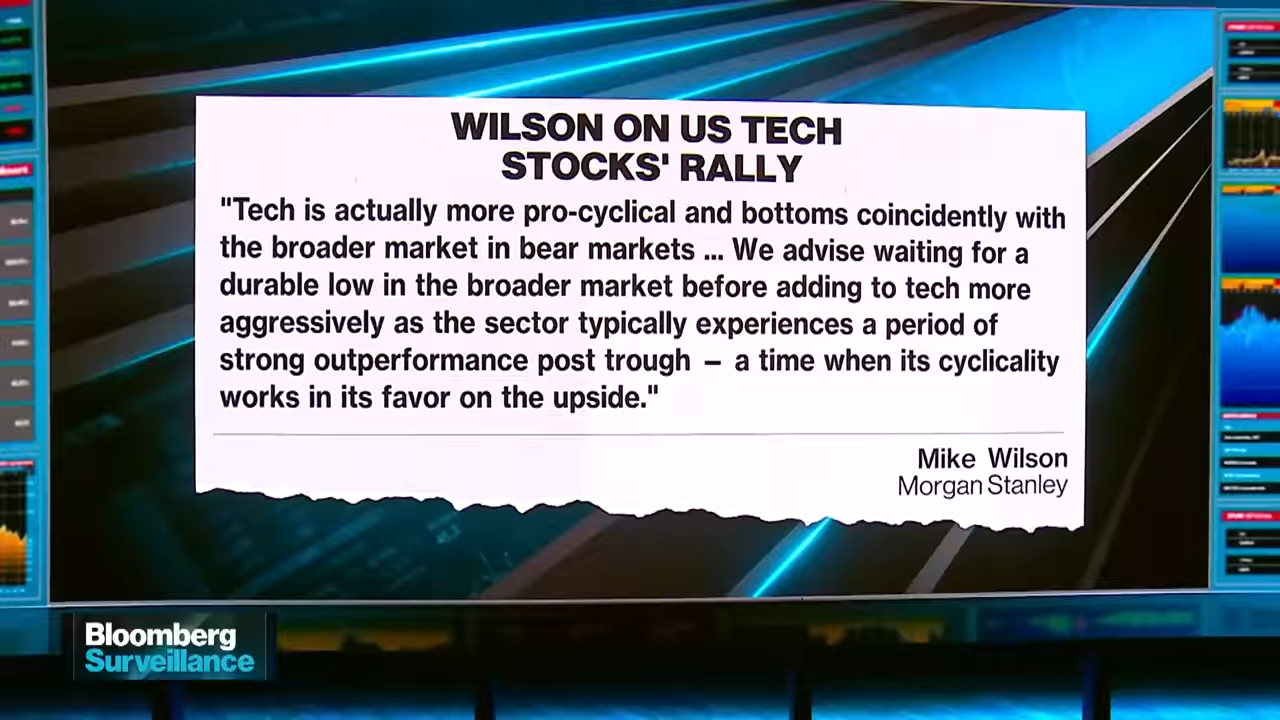 WILSON ON US TECH
STOCKS' RALLY
"Tech is actually more pro-cyclical and bottoms coincidently with
the broader market in bear markets ... We advise waiting for a
durable low in the broader market before adding to tech more
aggressively as the sector typically experiences a period of
strong outperformance post trough – a time when its cyclicality
works in its favor on the upside."
Mike Wilson
Morgan Stanley
Bloomberg
Surveillance